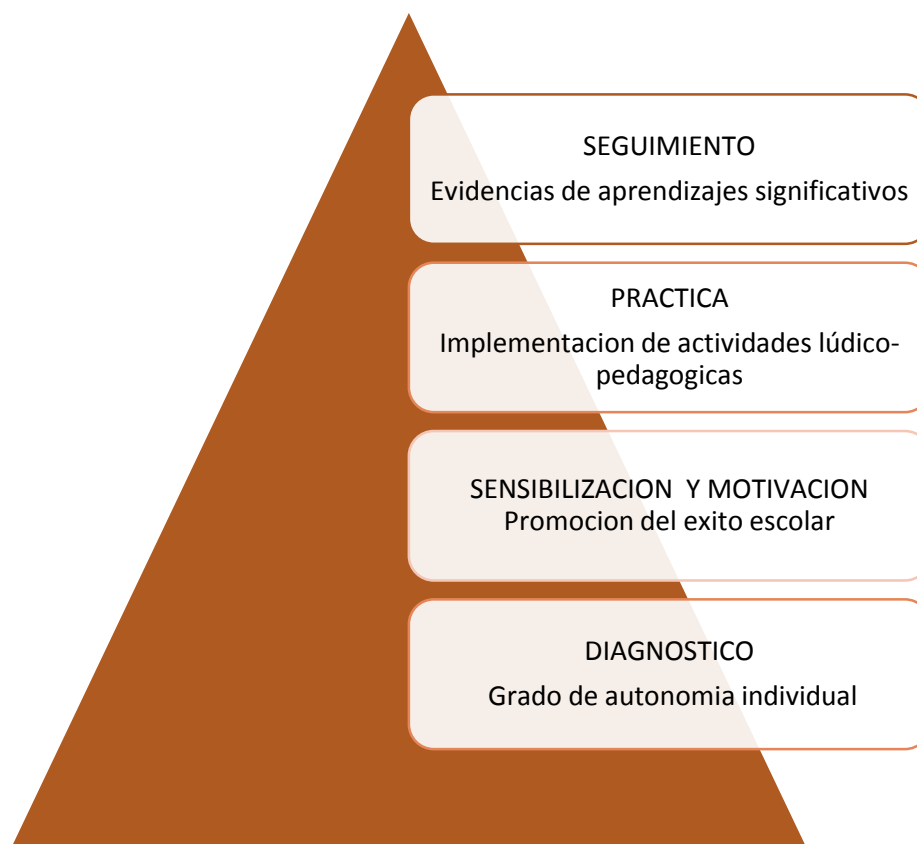 SEGUIMIENTO
Evidencias de aprendizajes significativos
PRACTICA
Implementacion de actividades lúdico-
pedagogicas
SENSIBILIZACION  Y MOTIVACION
Promocion del exito escolar
DIAGNOSTICO
Grado de autonomia individual